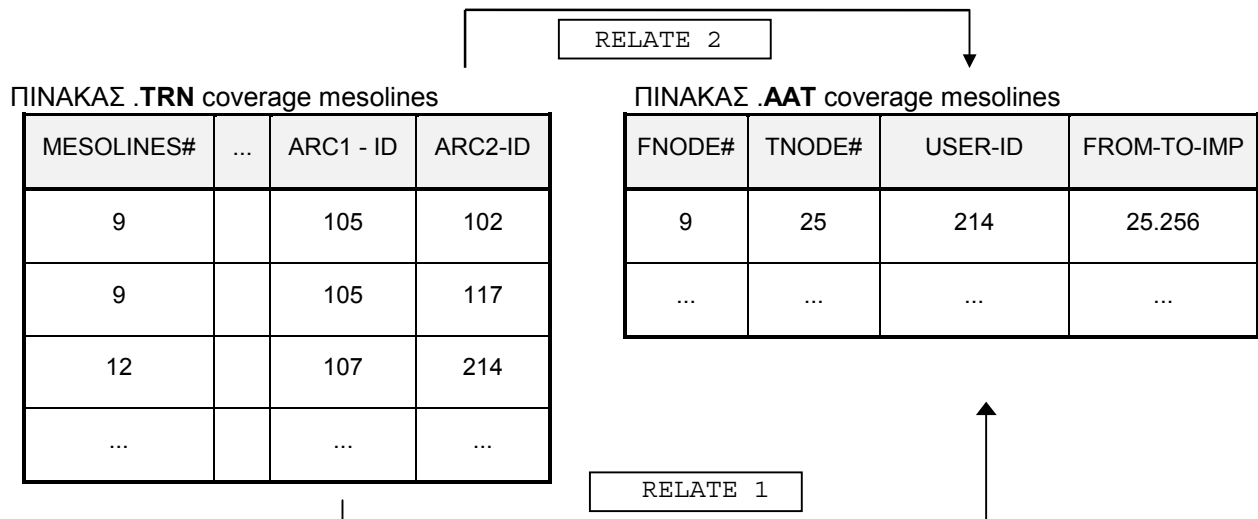 RELATE 2
ΠΙΝΑΚΑΣ .TRN coverage mesolines
MESOLINES# ... ARC1 - ID ARC2-ID
9 105 102
9 105 117
12 107 214
... ... ...
ΠΙΝΑΚΑΣ .AAT coverage mesolines
FNODE# TNODE# USER-ID FROM-TO-IMP
9 25 214 25.256
... ... ... ...
RELATE 1